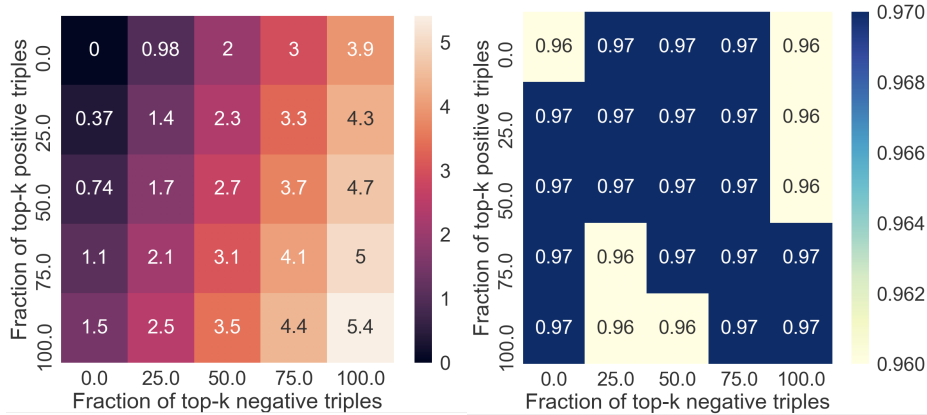 Fraction of top-k positive triples
0.0 0 0.98 2 3 3.9
25.0 0.37 1.4 2.3 3.3 4.3
50.0 0.74 1.7 2.7 3.7 4.7
75.0 1.1 2.1 3.1 4.1 5
100.0 1.5 2.5 3.5 4.4 5.4
0.0 25.0 50.0 75.0 100.0
Fraction of top-k negative triples
5
4
3
2
1
0
Fraction of top-k positive triples
0.0 0.96 0.97 0.97 0.97 0.96
25.0 0.97 0.97 0.97 0.97 0.96
50.0 0.97 0.97 0.97 0.97 0.96
75.0 0.97 0.96 0.97 0.97 0.97
100.0 0.97 0.96 0.96 0.97 0.97
0.0 25.0 50.0 75.0 100.0
Fraction of top-k negative triples
0.970
0.968
0.966
0.964
0.962
0.960